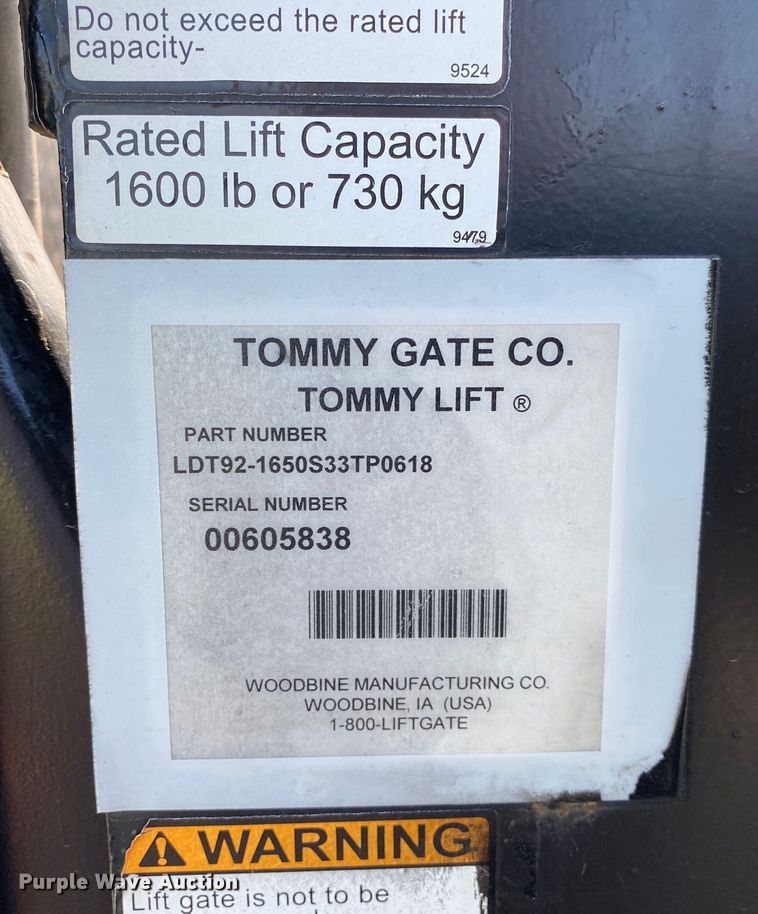 Do not exceed the rated lift
capacity-
9524
Rated Lift Capacity
1600 lb or 730 kg
9479
TOMMY GATE CO.
TOMMY LIFT ®
PART NUMBER
LDT92-1650S33TP0618
SERIAL NUMBER
00605838
WOODBINE MANUFACTURING CO.
WOODBINE, IA (USA)
1-800-LIFTGATE
WARNING
Purple Wave Auction
Lift gate is not to be